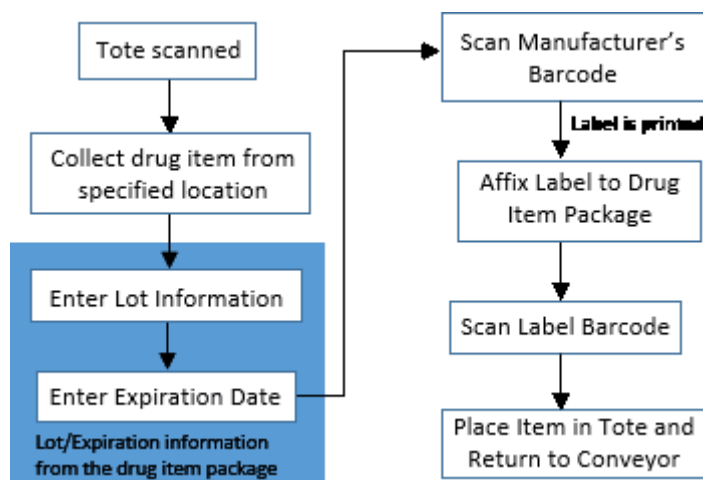 Tote scanned
Collect drug item from
specified location
Enter Lot Information
Enter Expiration Date
Lot/Expiration information
from the drug item package
Scan Manufacturer's
Barcode
Label is printed
Affix Label to Drug
Item Package
Scan Label Barcode
Place Item in Tote and
Return to Conveyor